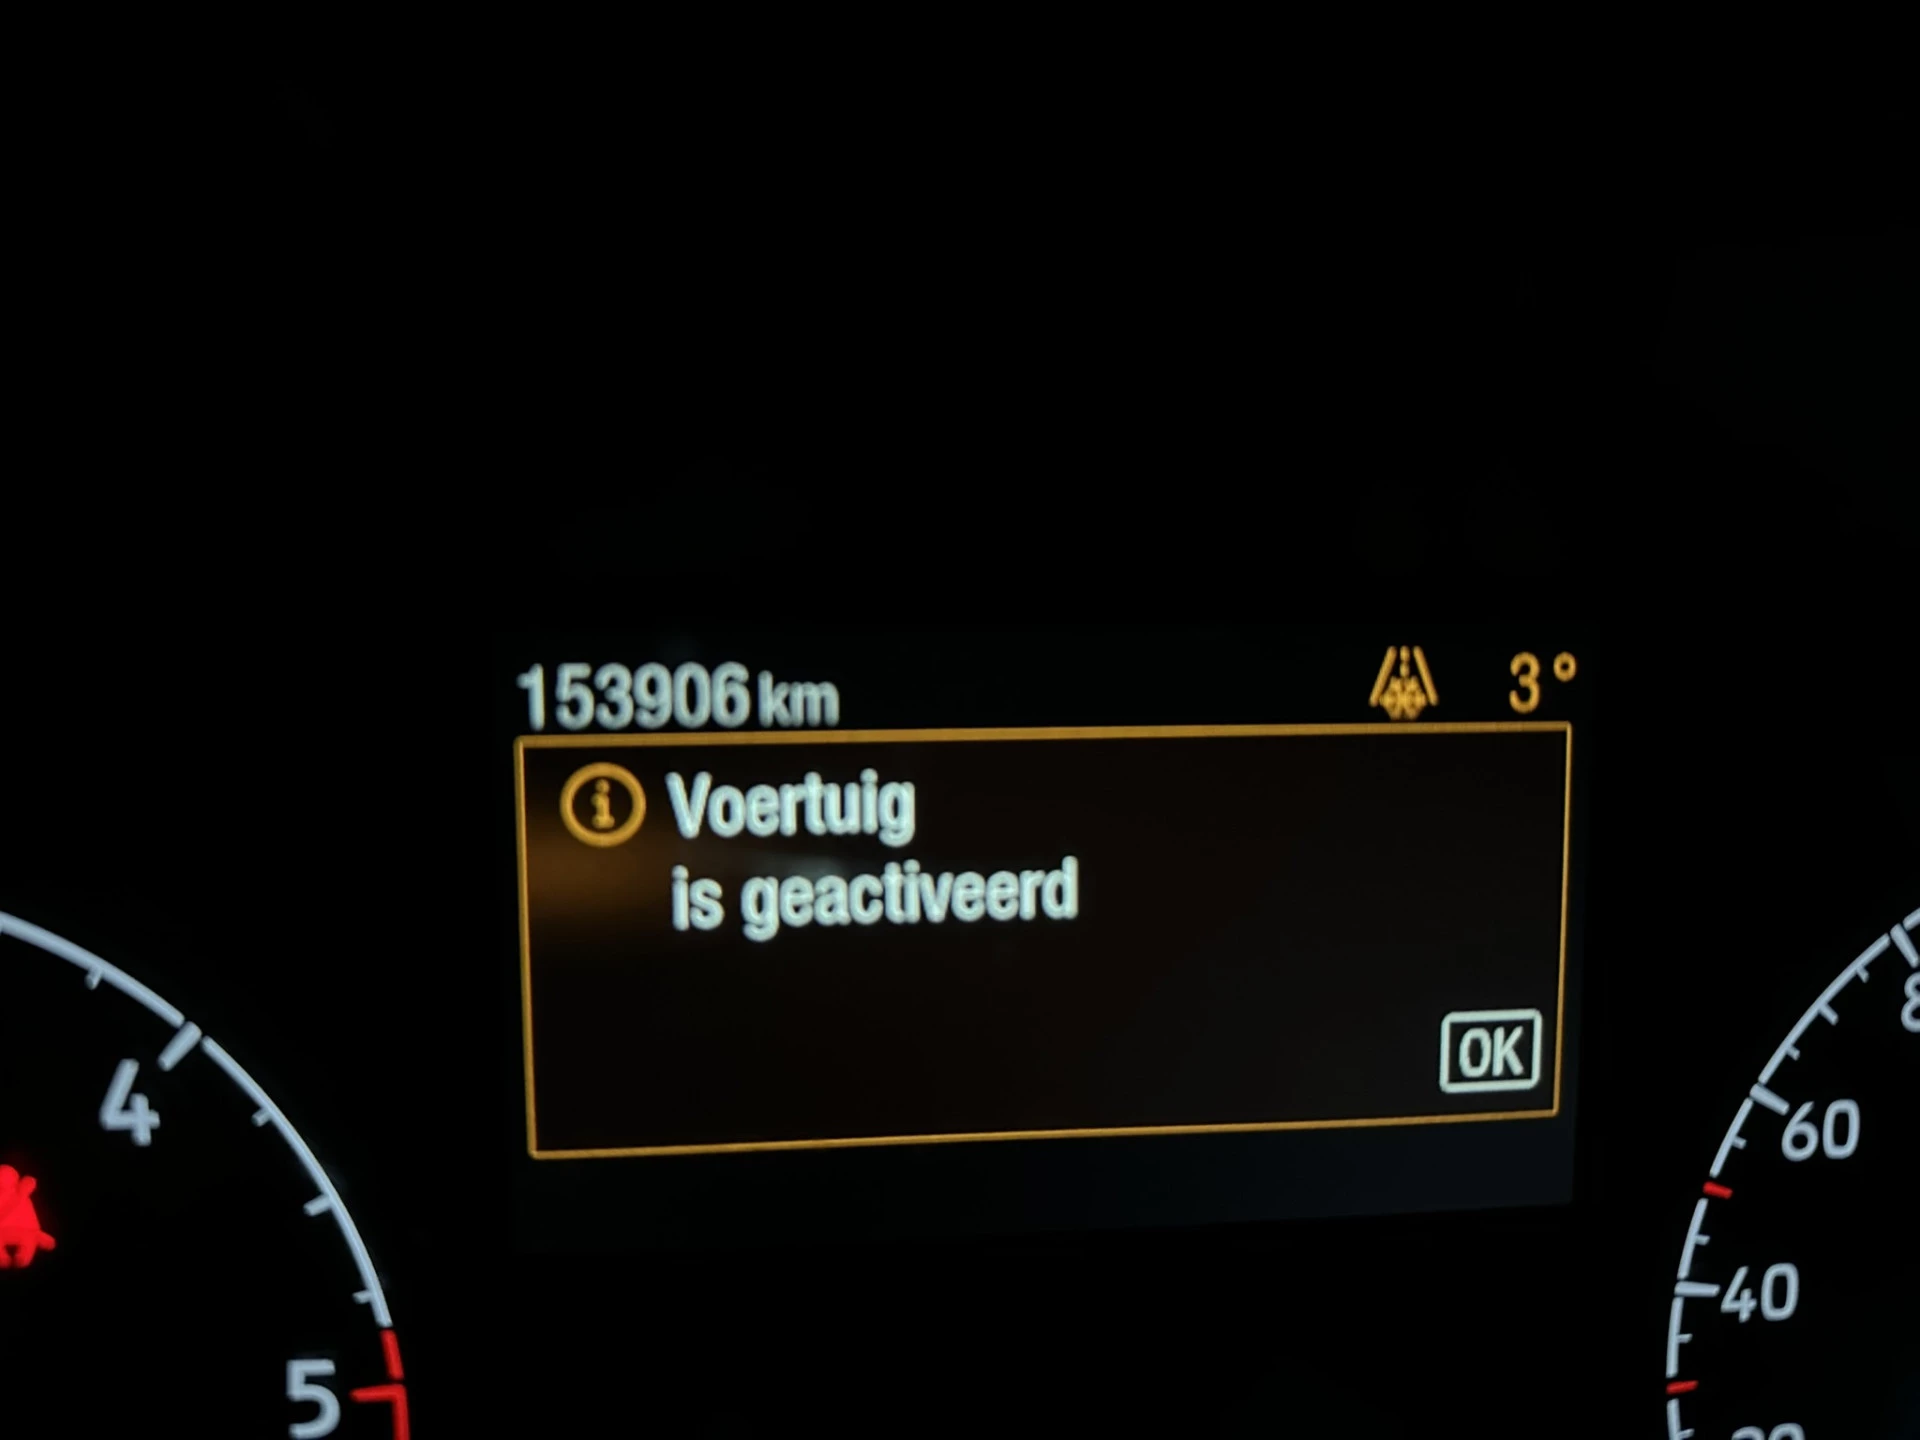 153906 km 3°
i Voertuig
is geactiveerd
OK
4
5
60
40